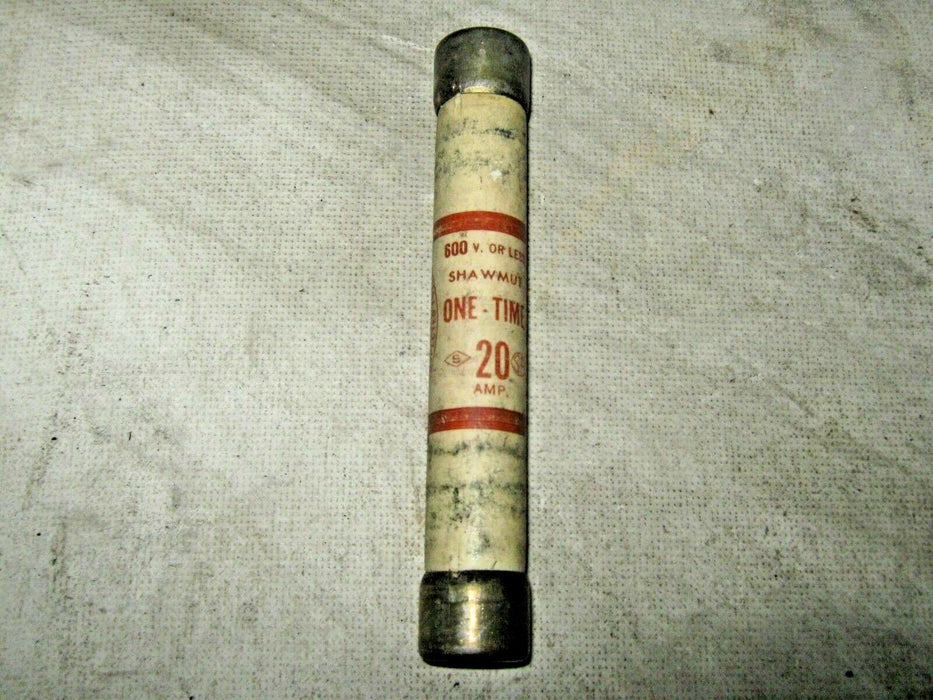 600 V. OR LESS
SHAWMUT
ONE-TIME
S 20
AMP.